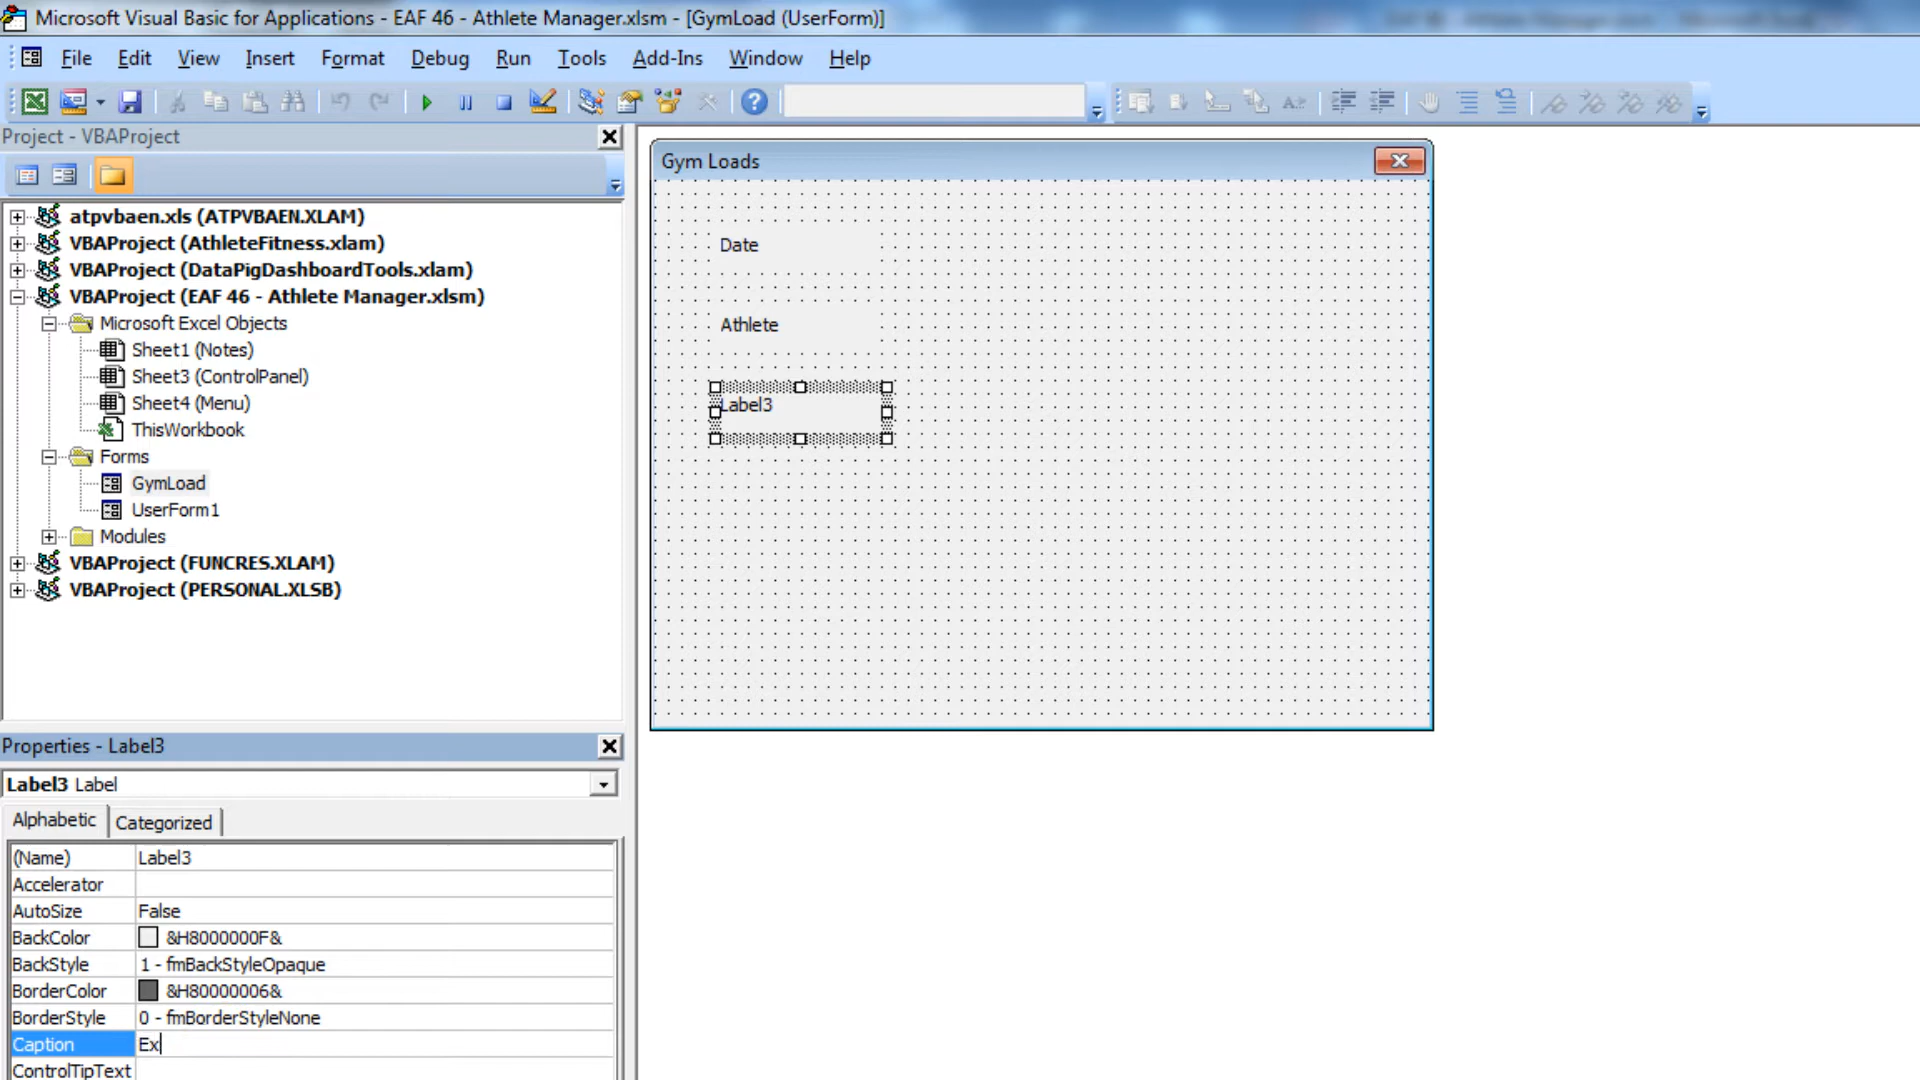 Microsoft Visual Basic for Applications - EAF 46 - Athlete Manager.xlsm - [GymLoad (UserForm)]
File Edit View Insert Format Debug Run Tools Add-Ins Window Help
Project - VBAProject
atpvbaen.xls (ATPVBAEN.XLAM)
VBAProject (AthleteFitness.xlam)
VBAProject (DataPigDashboardTools.xlam)
VBAProject (EAF 46 - Athlete Manager.xlsm)
Microsoft Excel Objects
Sheet1 (Notes)
Sheet3 (ControlPanel)
Sheet4 (Menu)
ThisWorkbook
Forms
GymLoad
UserForm1
Modules
VBAProject (FUNCRES.XLAM)
VBAProject (PERSONAL.XLSB)
Properties - Label3
Label3 Label
Alphabetic Categorized
(Name) Label3
Accelerator
AutoSize False
BackColor &H8000000F&
BackStyle 1 - fmBackStyleOpaque
BorderColor &H80000006&
BorderStyle 0 - fmBorderStyleNone
Caption Ex
ControlTipText
Gym Loads
Date
Athlete
Label3